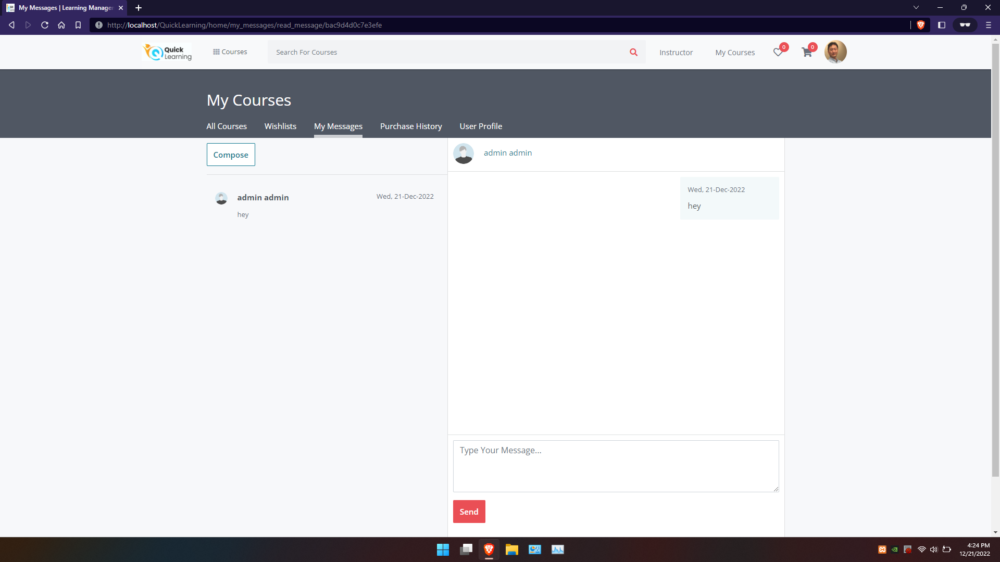 My Messages | Learning Manage
http://localhost/QuickLearning/home/my_messages/read_message/bac9d4d0c7e3efe
Quick
Learning
Courses
Search For Courses
Instructor
My Courses
0
0
My Courses
All Courses
Wishlists
My Messages
Purchase History
User Profile
Compose
admin admin
Wed, 21-Dec-2022
hey
admin admin
Wed, 21-Dec-2022
hey
Type Your Message...
Send
4:24 PM
12/21/2022